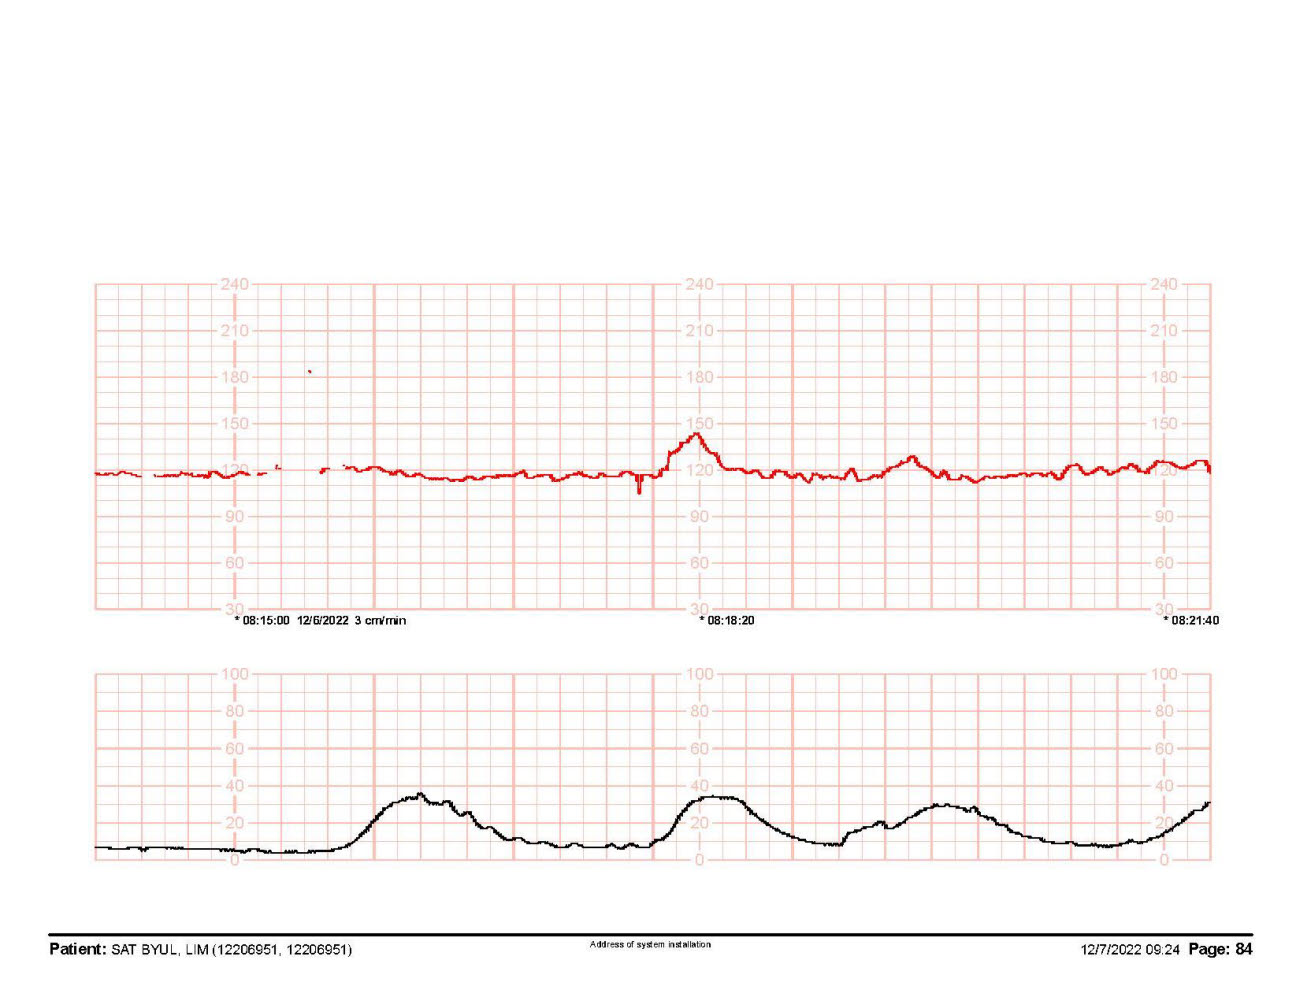 240 240 240
210 210 210
180 180 180
150 150 150
120 120 120
90 90 90
60 60 60
30 30 30
* 08:15:00 12/6/2022 3 cm/min * 08:18:20 * 08:21:40
100 100 100
80 80 80
60 60 60
40 40 40
20 20 20
0 0 0
Patient: SAT BYUL, LIM (12206951, 12206951) Address of system installation 12/7/2022 09:24 Page: 84